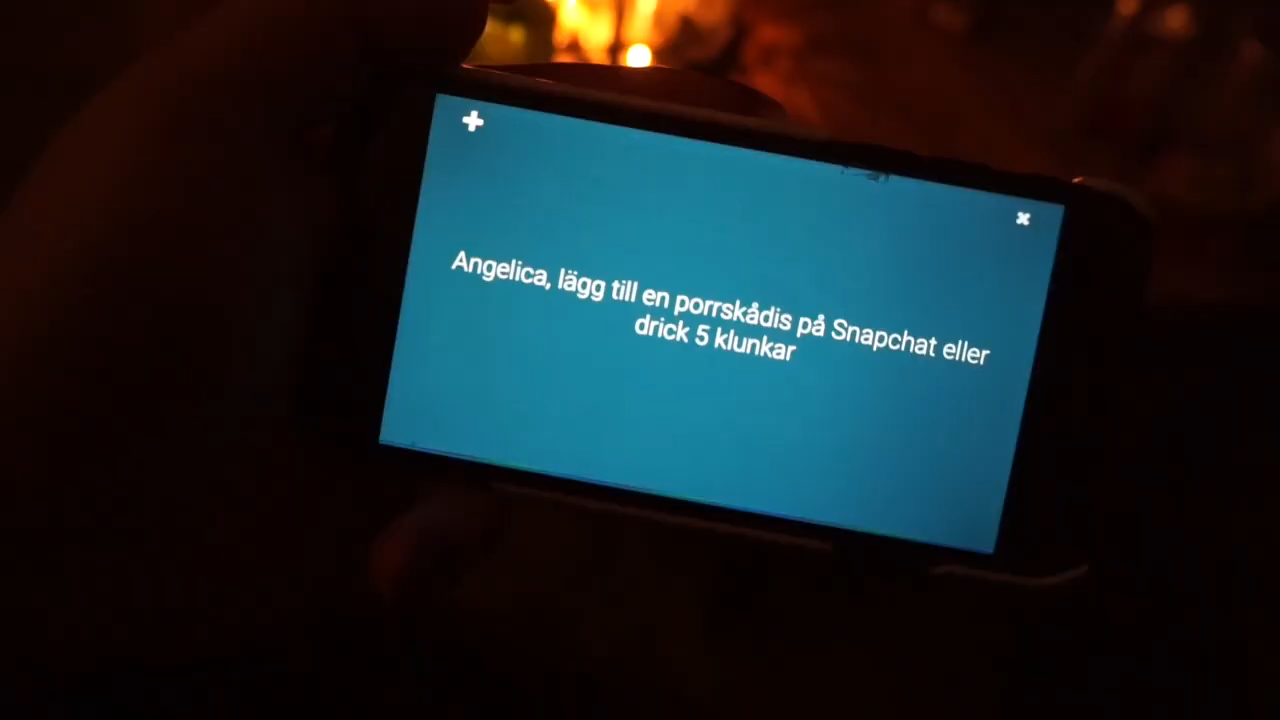 Angelica, lägg till en porrskådis på Snapchat eller
drick 5 klunkar